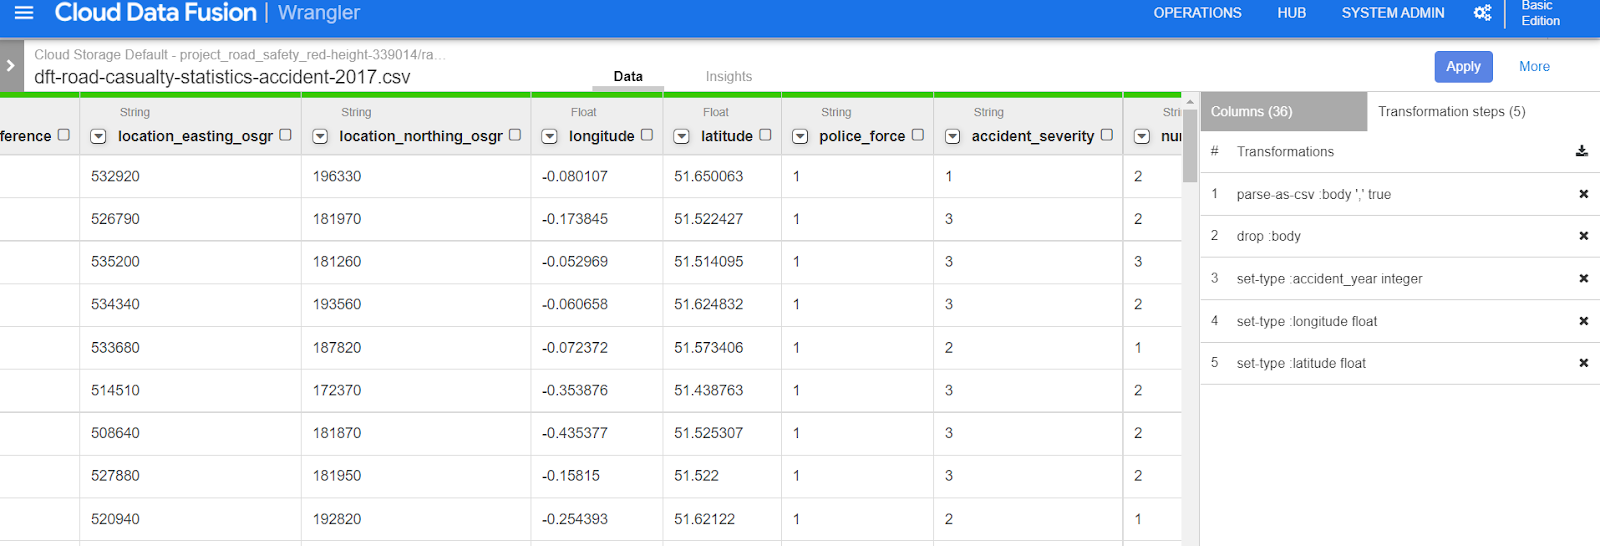 Cloud Data Fusion | Wrangler
OPERATIONS HUB SYSTEM ADMIN Basic Edition
Cloud Storage Default - project_road_safety_red-height-339014/ra...
dft-road-casualty-statistics-accident-2017.csv
Data Insights
Apply More
String String Float Float String String Stri
ference location_easting_osgr location_northing_osgr longitude latitude police_force accident_severity nu
532920 196330 -0.080107 51.650063 1 1 2
526790 181970 -0.173845 51.522427 1 3 2
535200 181260 -0.052969 51.514095 1 3 3
534340 193560 -0.060658 51.624832 1 3 2
533680 187820 -0.072372 51.573406 1 2 1
514510 172370 -0.353876 51.438763 1 3 2
508640 181870 -0.435377 51.525307 1 3 2
527880 181950 -0.15815 51.522 1 3 2
520940 192820 -0.254393 51.62122 1 2 1
Columns (36) Transformation steps (5)
# Transformations
1 parse-as-csv :body ',' true
2 drop :body
3 set-type :accident_year integer
4 set-type :longitude float
5 set-type :latitude float